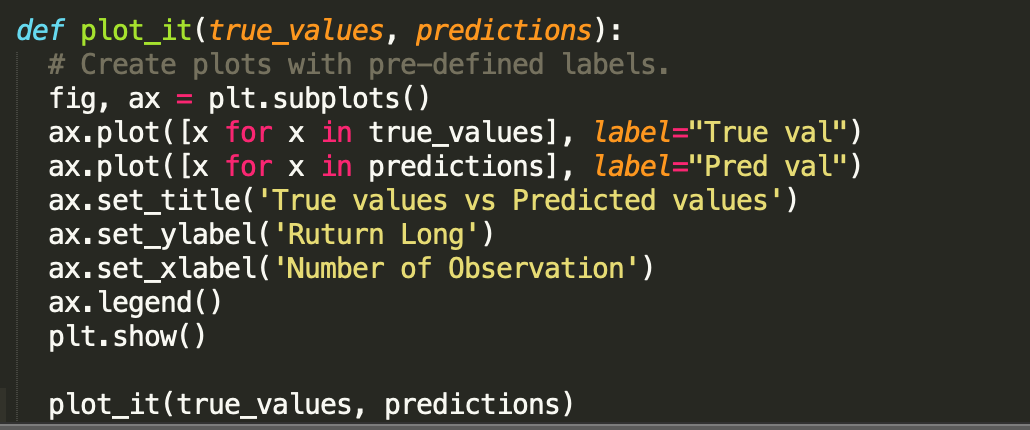 def plot_it(true_values, predictions):
# Create plots with pre-defined labels.
fig, ax = plt.subplots()
ax.plot([x for x in true_values], label="True val")
ax.plot([x for x in predictions], label="Pred val")
ax.set_title('True values vs Predicted values')
ax.set_ylabel('Ruturn Long')
ax.set_xlabel('Number of Observation')
ax.legend()
plt.show()
plot_it(true_values, predictions)